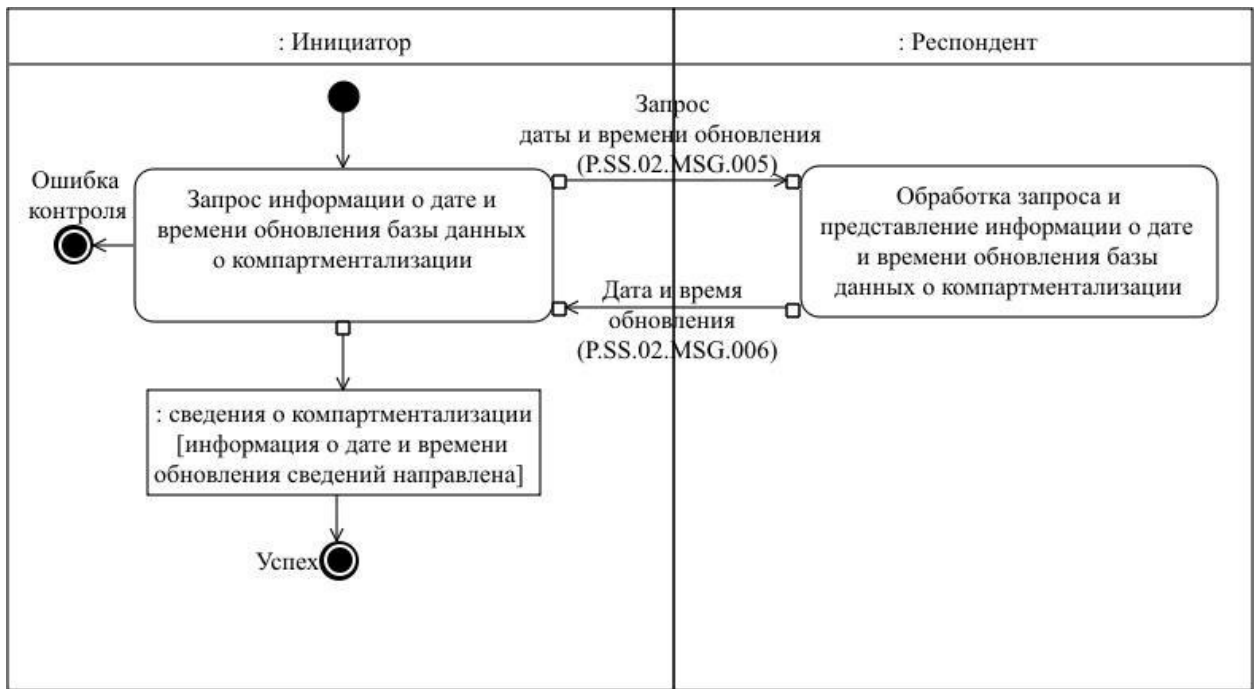 : Инициатор
: Респондент
Запрос
даты и времени обновления
(P.SS.02.MSG.005)
Ошибка
контроля
Запрос информации о дате и
времени обновления базы данных
о компартментализации
Обработка запроса и
представление информации о дате
и времени обновления базы
данных о компартментализации
Дата и время
обновления
(P.SS.02.MSG.006)
: сведения о компартментализации
[информация о дате и времени
обновления сведений направлена]
Успех